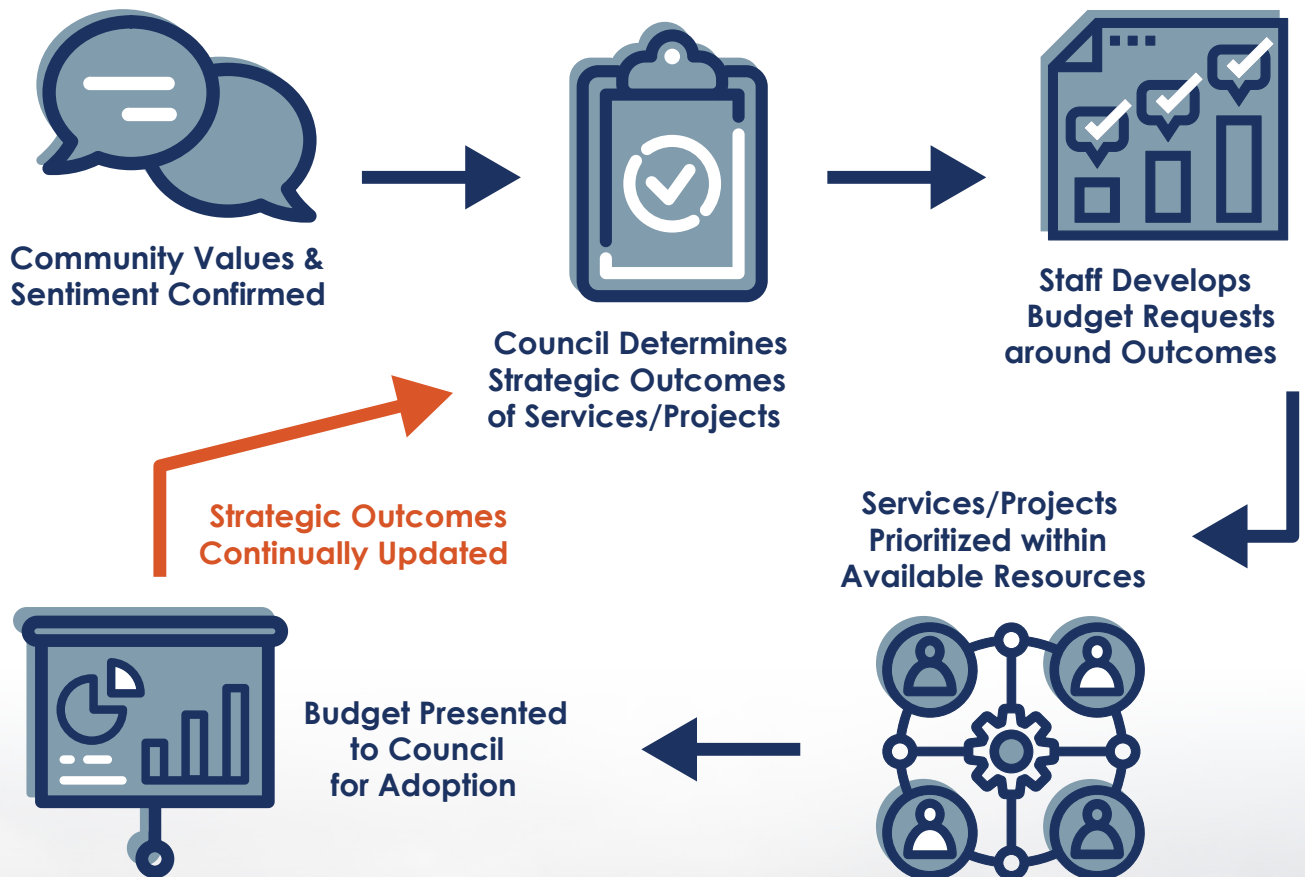 Community Values &
Sentiment Confirmed
Council Determines
Strategic Outcomes
of Services/Projects
Staff Develops
Budget Requests
around Outcomes
Services/Projects
Prioritized within
Available Resources
Budget Presented
to Council
for Adoption
Strategic Outcomes
Continually Updated